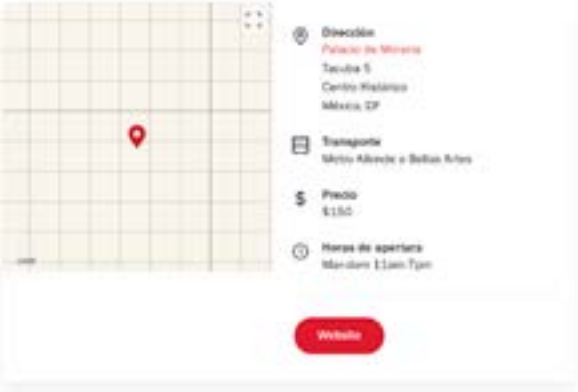 Dirección
Palacio de Minería
Tacuba 5
Centro Histórico
México, DF
Transporte
Metro Allende o Bellas Artes
Precio
$150
Horas de apertura
Mar-dom 11am-7pm
Website